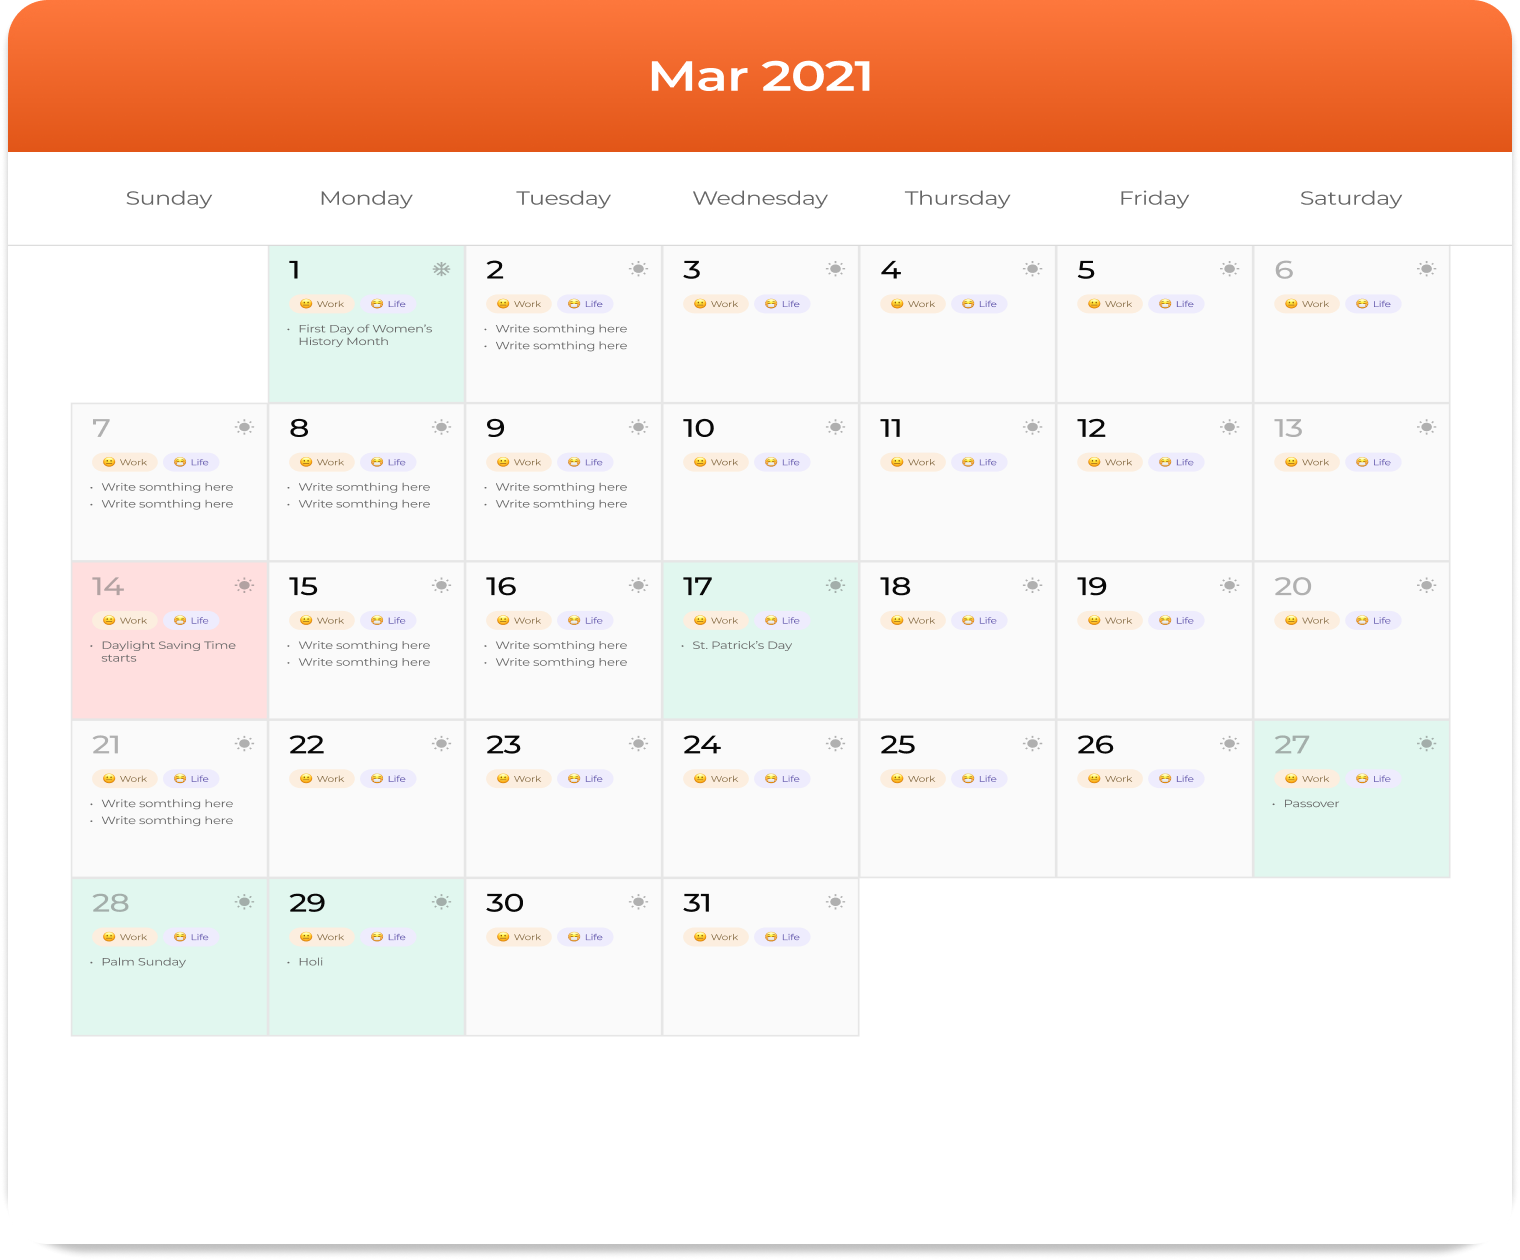 Mar 2021
Sunday Monday Tuesday Wednesday Thursday Friday Saturday
1 2 3 4 5 6
Work Life Work Life Work Life Work Life Work Life Work Life
• First Day of Women's • Write somthing here
History Month • Write somthing here
7 8 9 10 11 12 13
Work Life Work Life Work Life Work Life Work Life Work Life Work Life
• Write somthing here • Write somthing here • Write somthing here
• Write somthing here • Write somthing here • Write somthing here
14 15 16 17 18 19 20
Work Life Work Life Work Life Work Life Work Life Work Life Work Life
• Daylight Saving Time • Write somthing here • Write somthing here • St. Patrick's Day
starts • Write somthing here • Write somthing here
21 22 23 24 25 26 27
Work Life Work Life Work Life Work Life Work Life Work Life Work Life
• Write somthing here • Passover
• Write somthing here
28 29 30 31
Work Life Work Life Work Life Work Life
• Palm Sunday • Holi